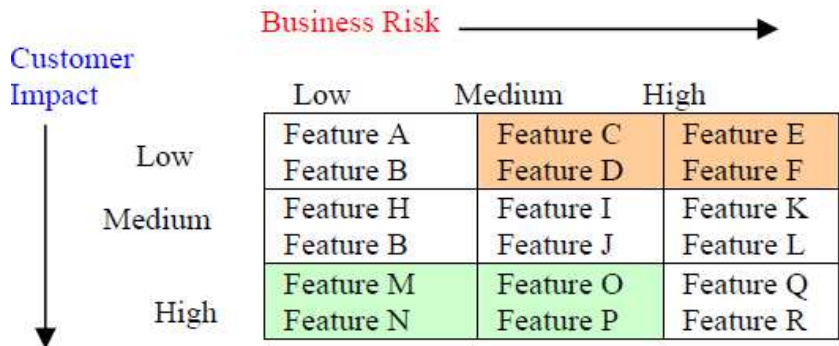 Business Risk
Customer
Impact
Low Medium High
Low
Feature A Feature C Feature E
Feature B Feature D Feature F
Medium
Feature H Feature I Feature K
Feature B Feature J Feature L
High
Feature M Feature O Feature Q
Feature N Feature P Feature R